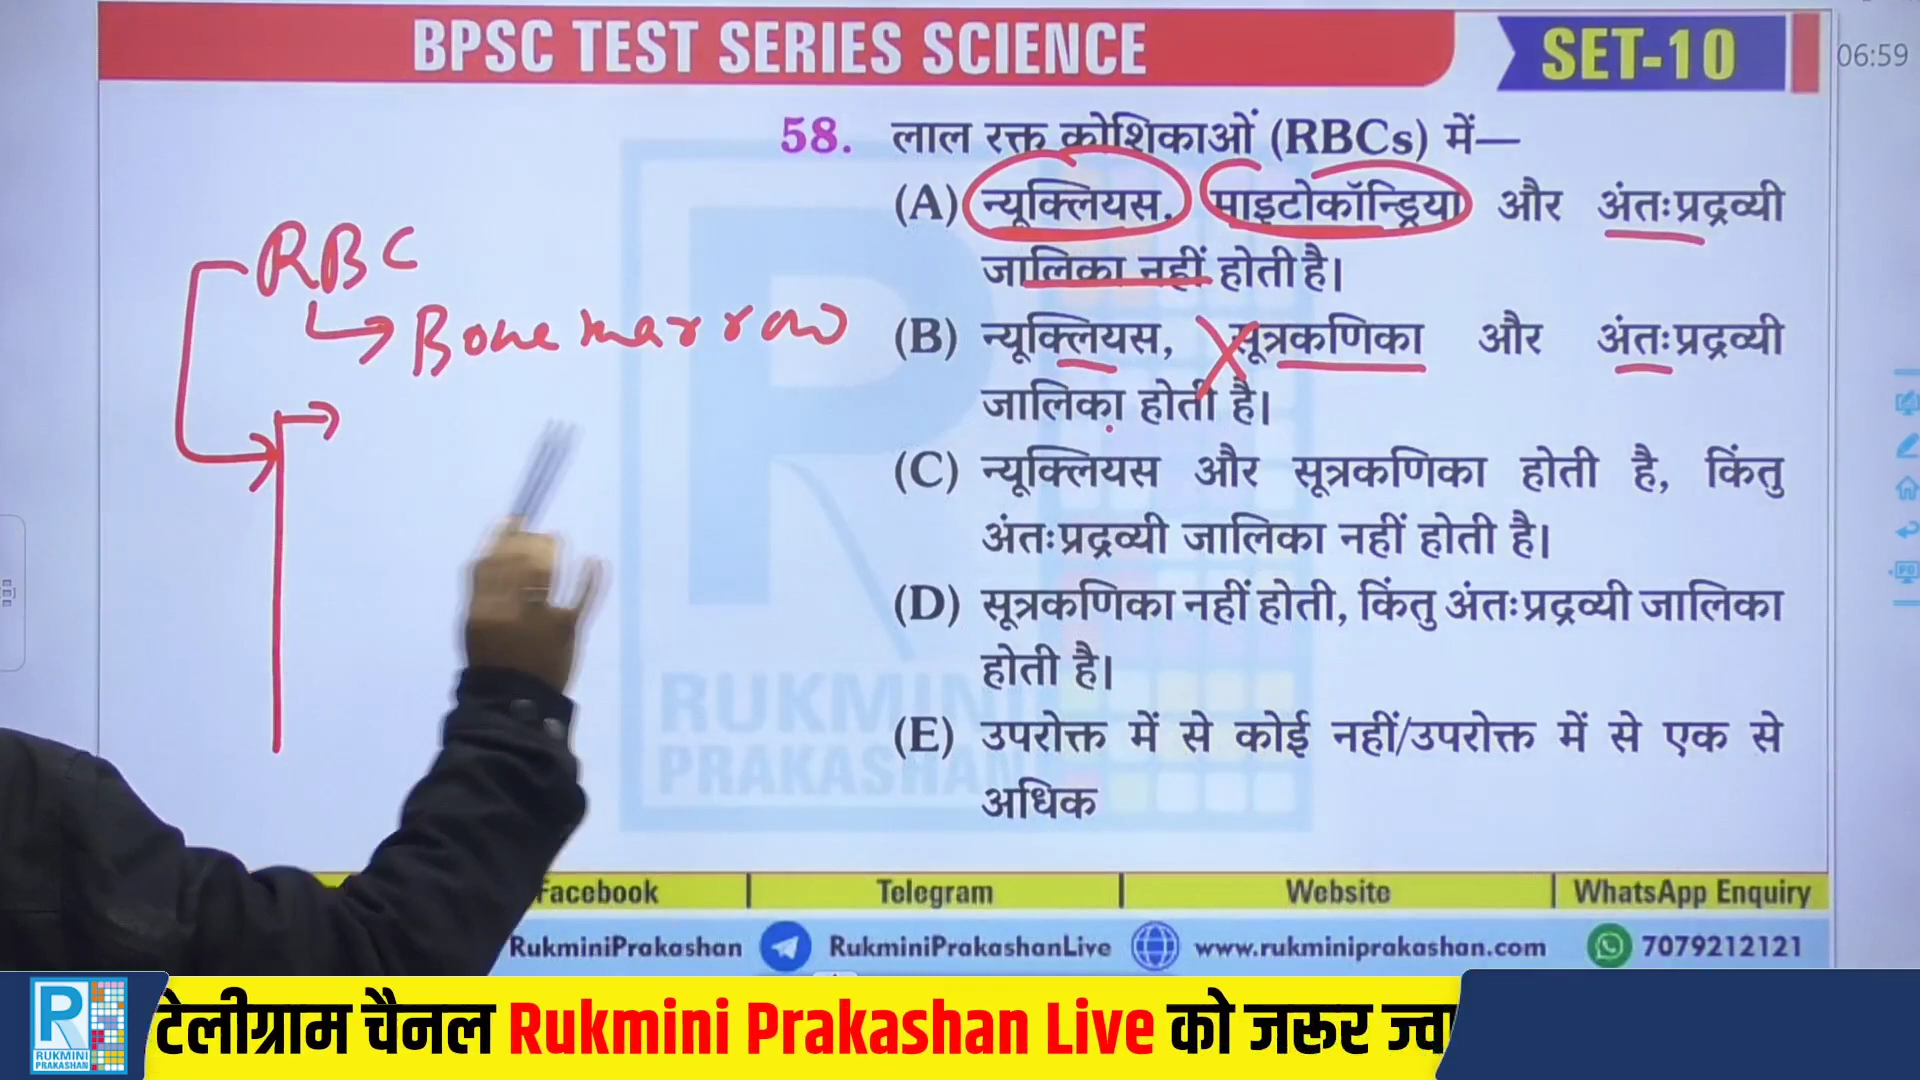 BPSC TEST SERIES SCIENCE
SET-10
06:59
58. लाल रक्त कोशिकाओं (RBCs) में—
(A) न्यूक्लियस, माइटोकॉन्ड्रिया और अंतःप्रद्रव्यी
जालिका नहीं होती है।
(B) न्यूक्लियस, सूत्रकणिका और अंतःप्रद्रव्यी
जालिका होती है।
(C) न्यूक्लियस और सूत्रकणिका होती है, किंतु
अंतःप्रद्रव्यी जालिका नहीं होती है।
(D) सूत्रकणिका नहीं होती, किंतु अंतःप्रद्रव्यी जालिका
होती है।
(E) उपरोक्त में से कोई नहीं/उपरोक्त में से एक से
अधिक
RBC
Bone marrow
RUKMINI
PRAKASHAN
Facebook Telegram Website WhatsApp Enquiry
RukminiPrakashan RukminiPrakashanLive www.rukminiprakashan.com 7079212121
RUKMINI
PRAKASHAN
टेलीग्राम चैनल Rukmini Prakashan Live को जरूर